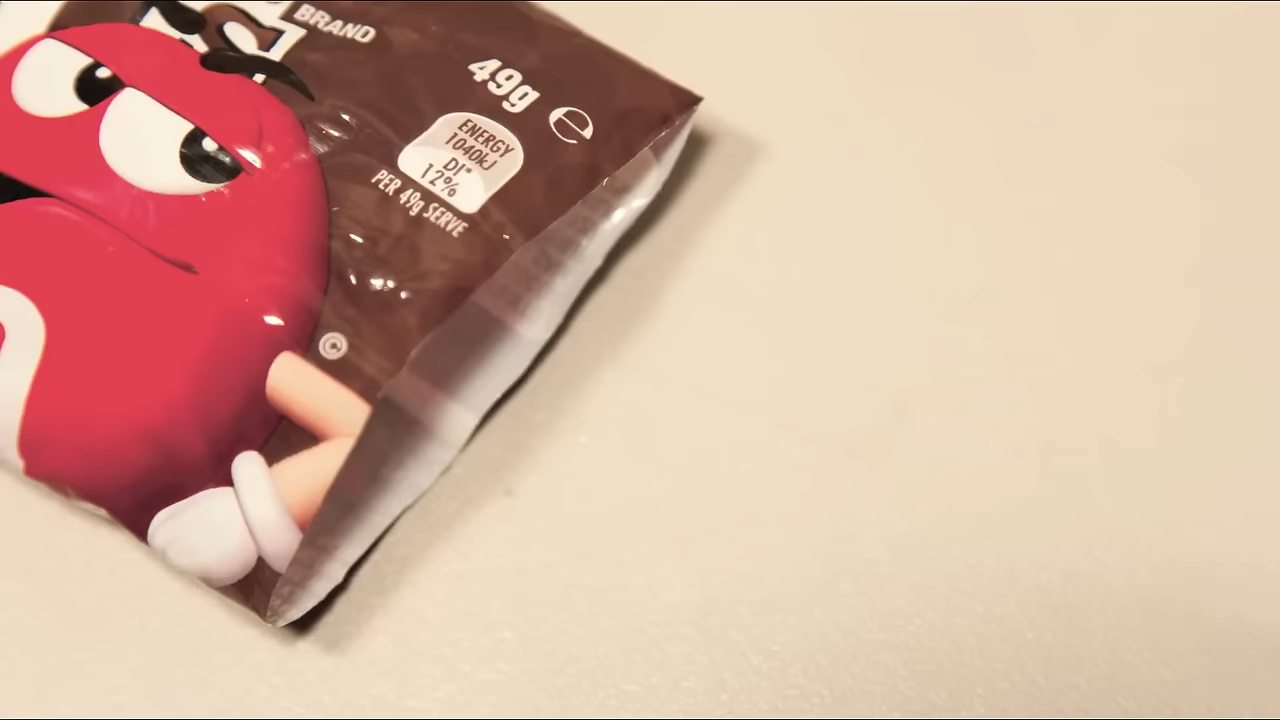 BRAND
49g ℮
ENERGY
1040kJ
DI*
12%
PER 49g SERVE
©